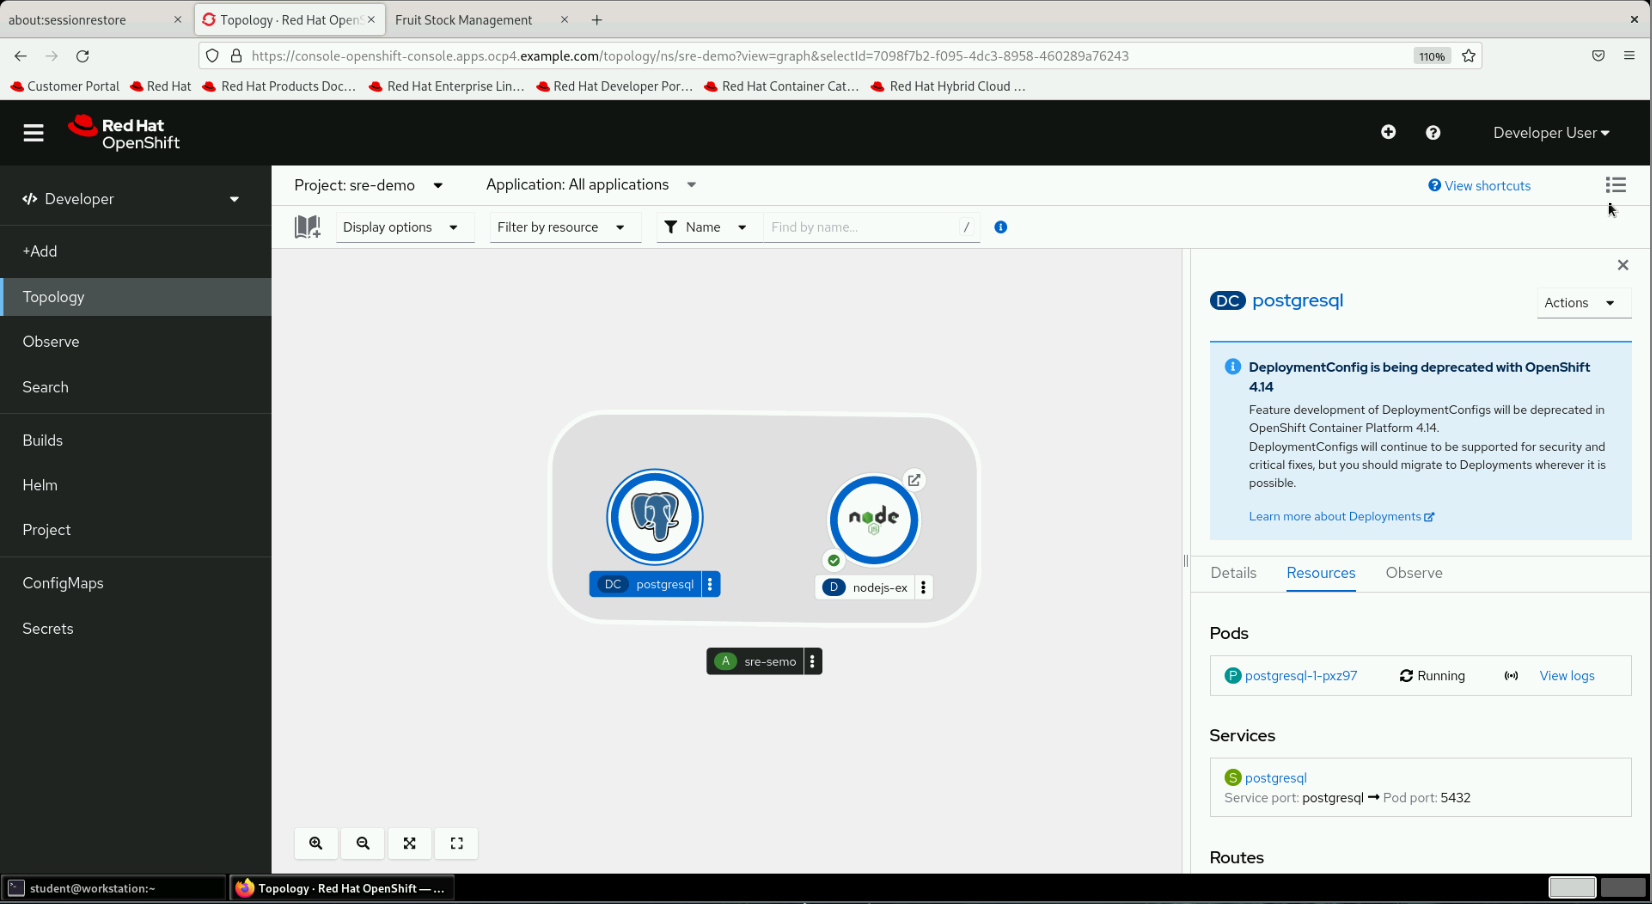 about:sessionrestore
Topology · Red Hat OpenS
Fruit Stock Management
https://console-openshift-console.apps.ocp4.example.com/topology/ns/sre-demo?view=graph&selectId=7098f7b2-f095-4dc3-8958-460289a76243
110%
Customer Portal
Red Hat
Red Hat Products Doc...
Red Hat Enterprise Lin...
Red Hat Developer Por...
Red Hat Container Cat...
Red Hat Hybrid Cloud ...
Red Hat
OpenShift
Developer User
Developer
+Add
Topology
Observe
Search
Builds
Helm
Project
ConfigMaps
Secrets
Project: sre-demo
Application: All applications
View shortcuts
Display options
Filter by resource
Name
Find by name...
/
DC postgresql
node
D nodejs-ex
A sre-semo
DC postgresql
Actions
DeploymentConfig is being deprecated with OpenShift
4.14
Feature development of DeploymentConfigs will be deprecated in
OpenShift Container Platform 4.14.
DeploymentConfigs will continue to be supported for security and
critical fixes, but you should migrate to Deployments wherever it is
possible.
Learn more about Deployments
Details
Resources
Observe
Pods
P postgresql-1-pxz97
Running
View logs
Services
S postgresql
Service port: postgresql → Pod port: 5432
Routes
student@workstation:~
Topology · Red Hat OpenShift — ...